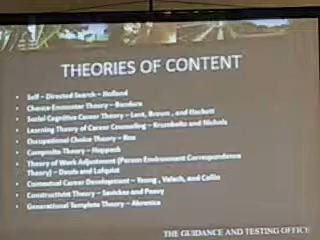 THEORIES OF CONTENT
Self – Directed Search – Holland
Chance Encounter Theory – Bandura
Social Cognitive Career Theory – Lent, Brown, and Hackett
Learning Theory of Career Counseling – Krumboltz and Nichols
Occupational Choice Theory – Roe
Composite Theory – Hoppock
Theory of Work Adjustment (Person Environment Correspondence
Theory) – Dawis and Lofquist
Contextual Career Development – Young, Valach, and Collin
Constructivist Theory – Savickas and Peavy
Generational Template Theory –
THE GUIDANCE AND TESTING OFFICE